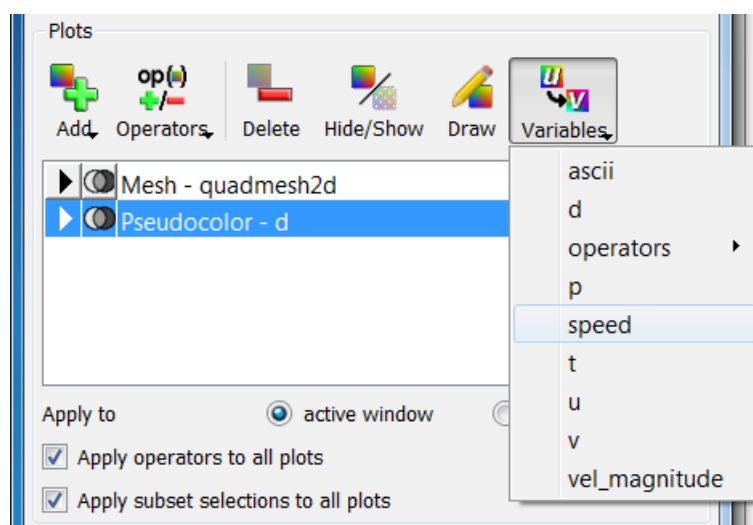 Plots
op(=)
+/-
Add Operators Delete Hide/Show Draw Variables
U
V
Mesh - quadmesh2d
Pseudocolor - d
ascii
d
operators
p
speed
t
u
v
vel_magnitude
Apply to active window
Apply operators to all plots
Apply subset selections to all plots